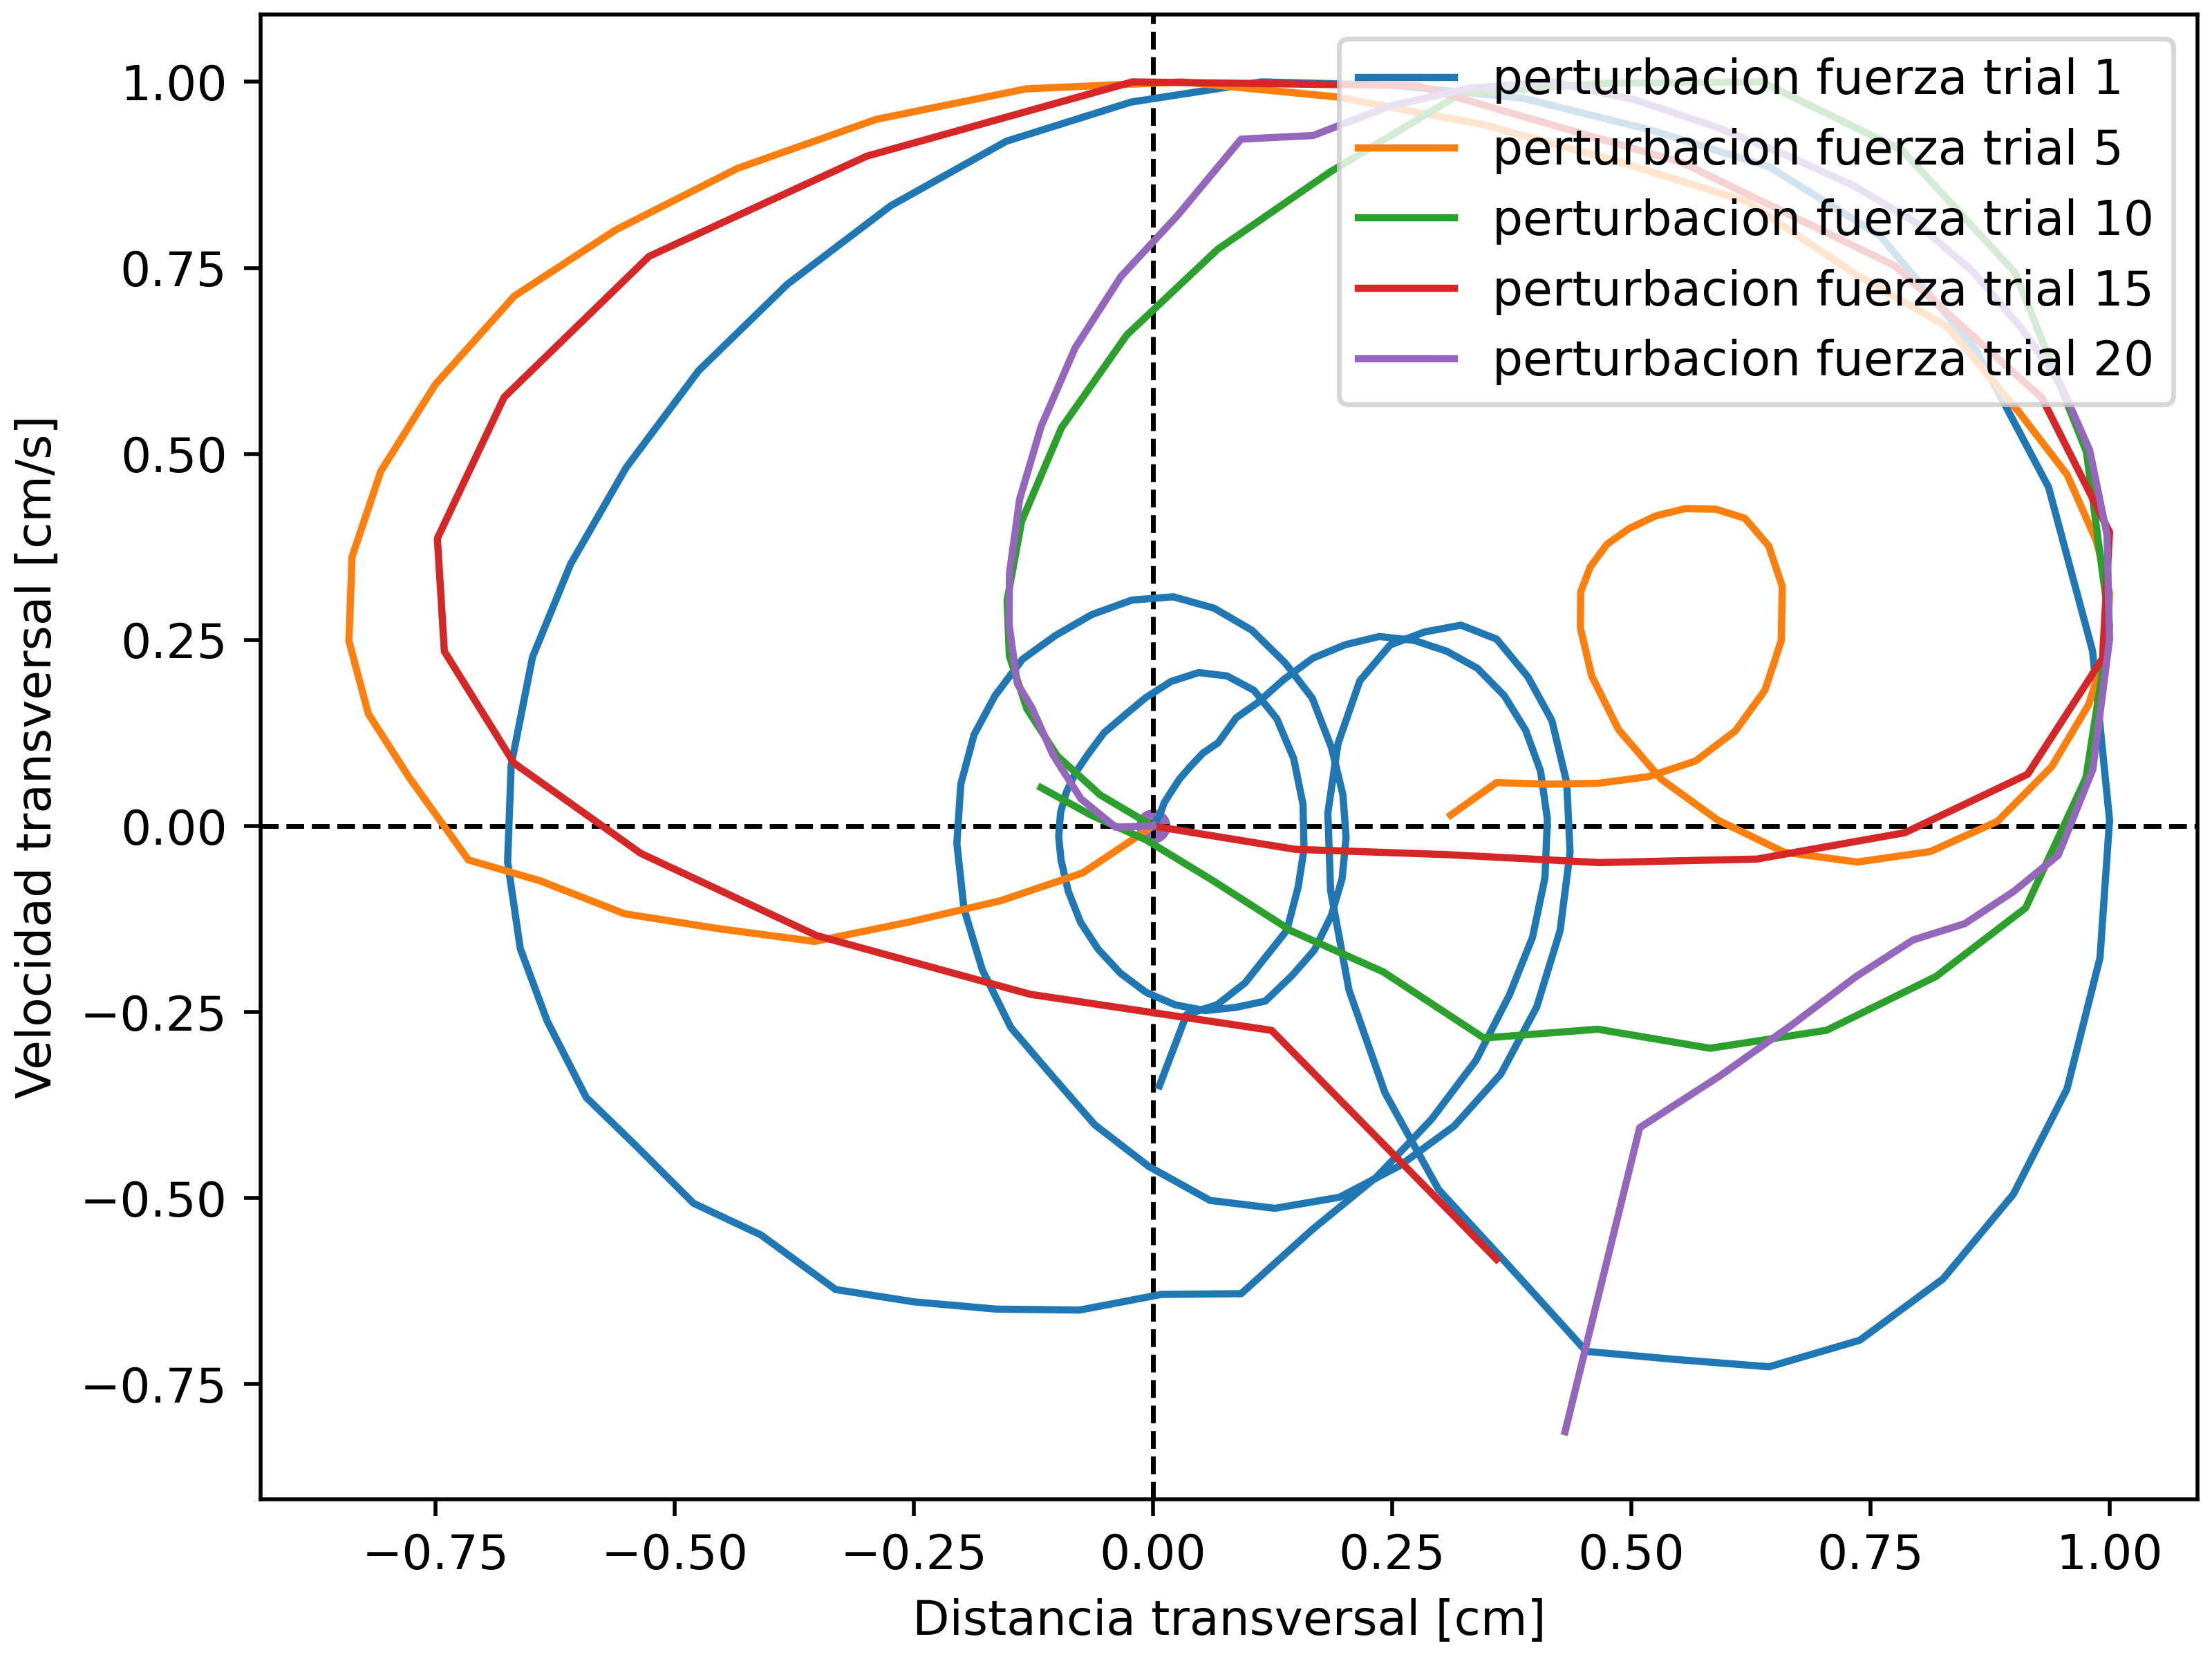 perturbacion fuerza trial 1
perturbacion fuerza trial 5
perturbacion fuerza trial 10
perturbacion fuerza trial 15
perturbacion fuerza trial 20
1.00
0.75
0.50
0.25
0.00
−0.25
−0.50
−0.75
Velocidad transversal [cm/s]
−0.75 −0.50 −0.25 0.00 0.25 0.50 0.75 1.00
Distancia transversal [cm]